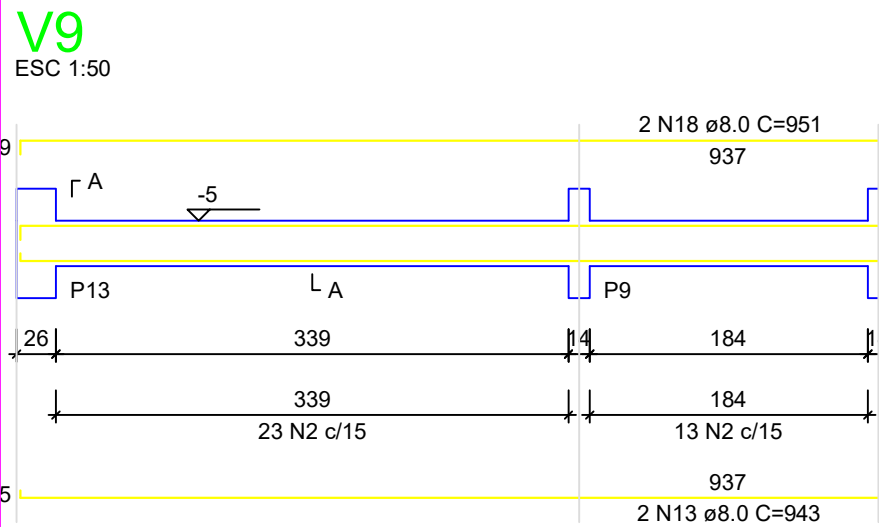 V9
ESC 1:50
2 N18 ø8.0 C=951
9
937
A
-5
P13
A
P9
26
339
14
184
1
339
184
23 N2 c/15
13 N2 c/15
937
5
2 N13 ø8.0 C=943